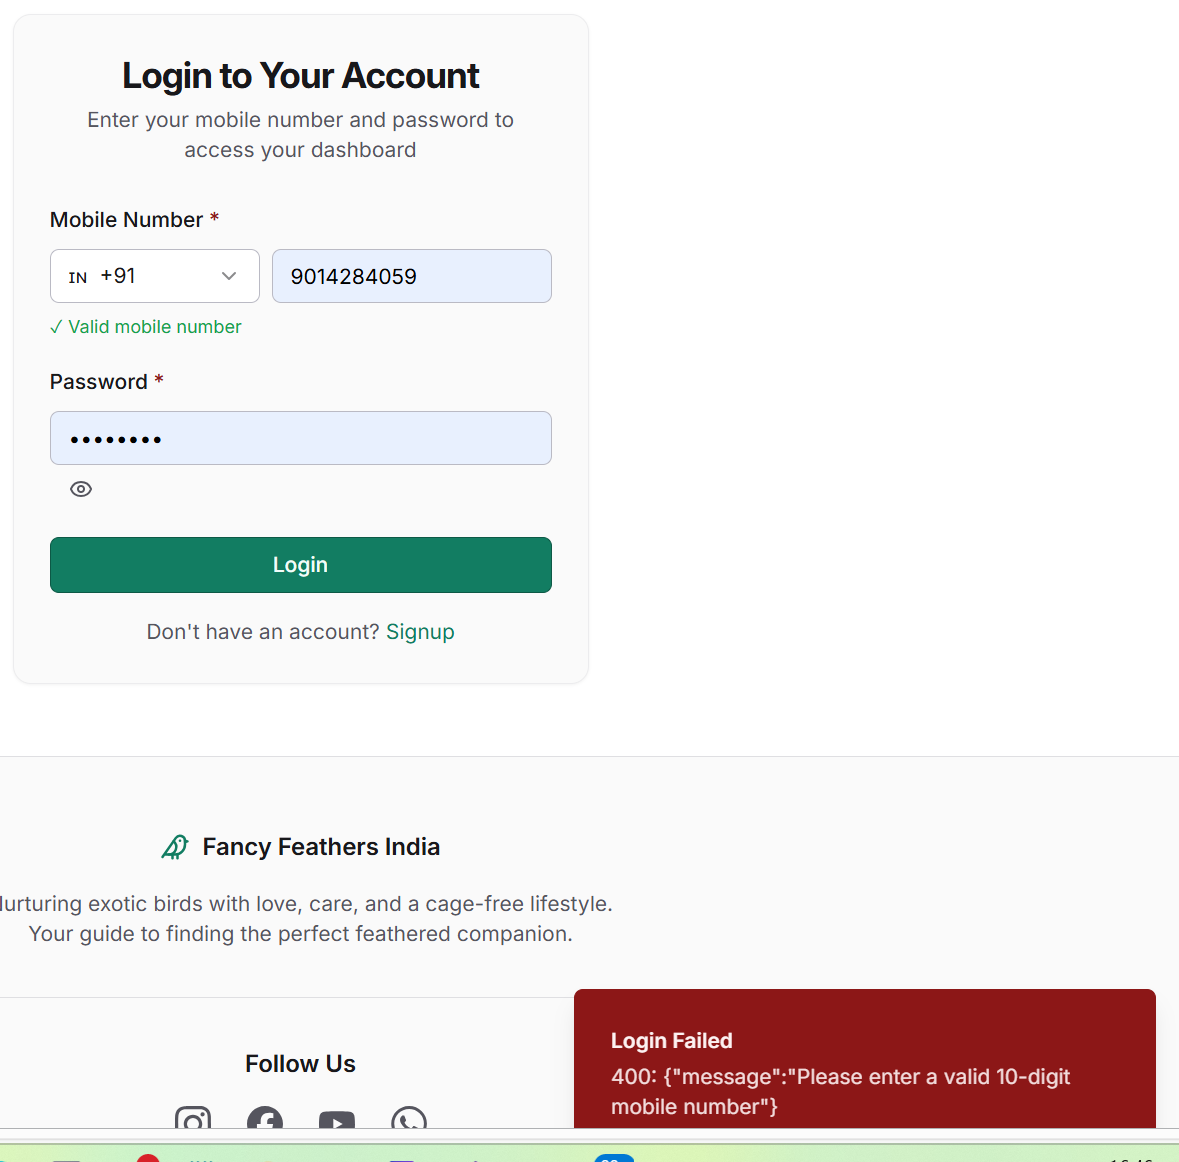 Login to Your Account
Enter your mobile number and password to
access your dashboard
Mobile Number *
IN +91
9014284059
✓ Valid mobile number
Password *
••••••••
Login
Don't have an account? Signup
Fancy Feathers India
urturing exotic birds with love, care, and a cage-free lifestyle.
Your guide to finding the perfect feathered companion.
Follow Us
Login Failed
400: {"message":"Please enter a valid 10-digit
mobile number"}